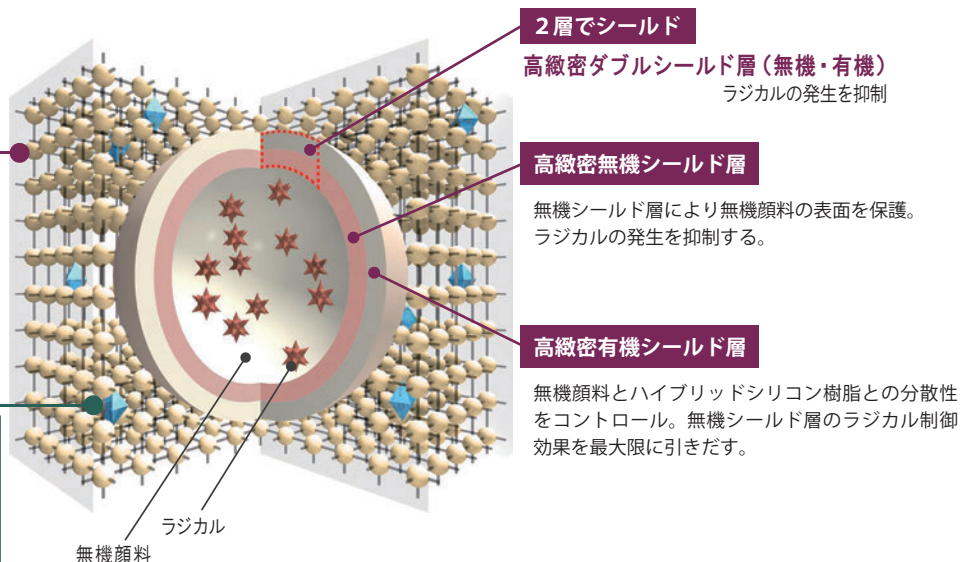 2層でシールド
高緻密ダブルシールド層（無機・有機）
ラジカルの発生を抑制
高緻密無機シールド層
無機シールド層により無機顔料の表面を保護。
ラジカルの発生を抑制する。
高緻密有機シールド層
無機顔料とハイブリッドシリコン樹脂との分散性
をコントロール。無機シールド層のラジカル制御
効果を最大限に引きだす。
ラジカル
無機顔料